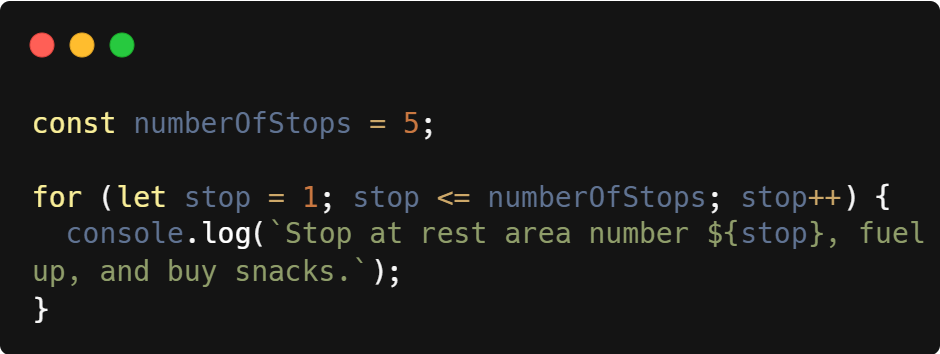 const numberOfStops = 5;
for (let stop = 1; stop <= numberOfStops; stop++) {
  console.log(`Stop at rest area number ${stop}, fuel
up, and buy snacks.`);
}